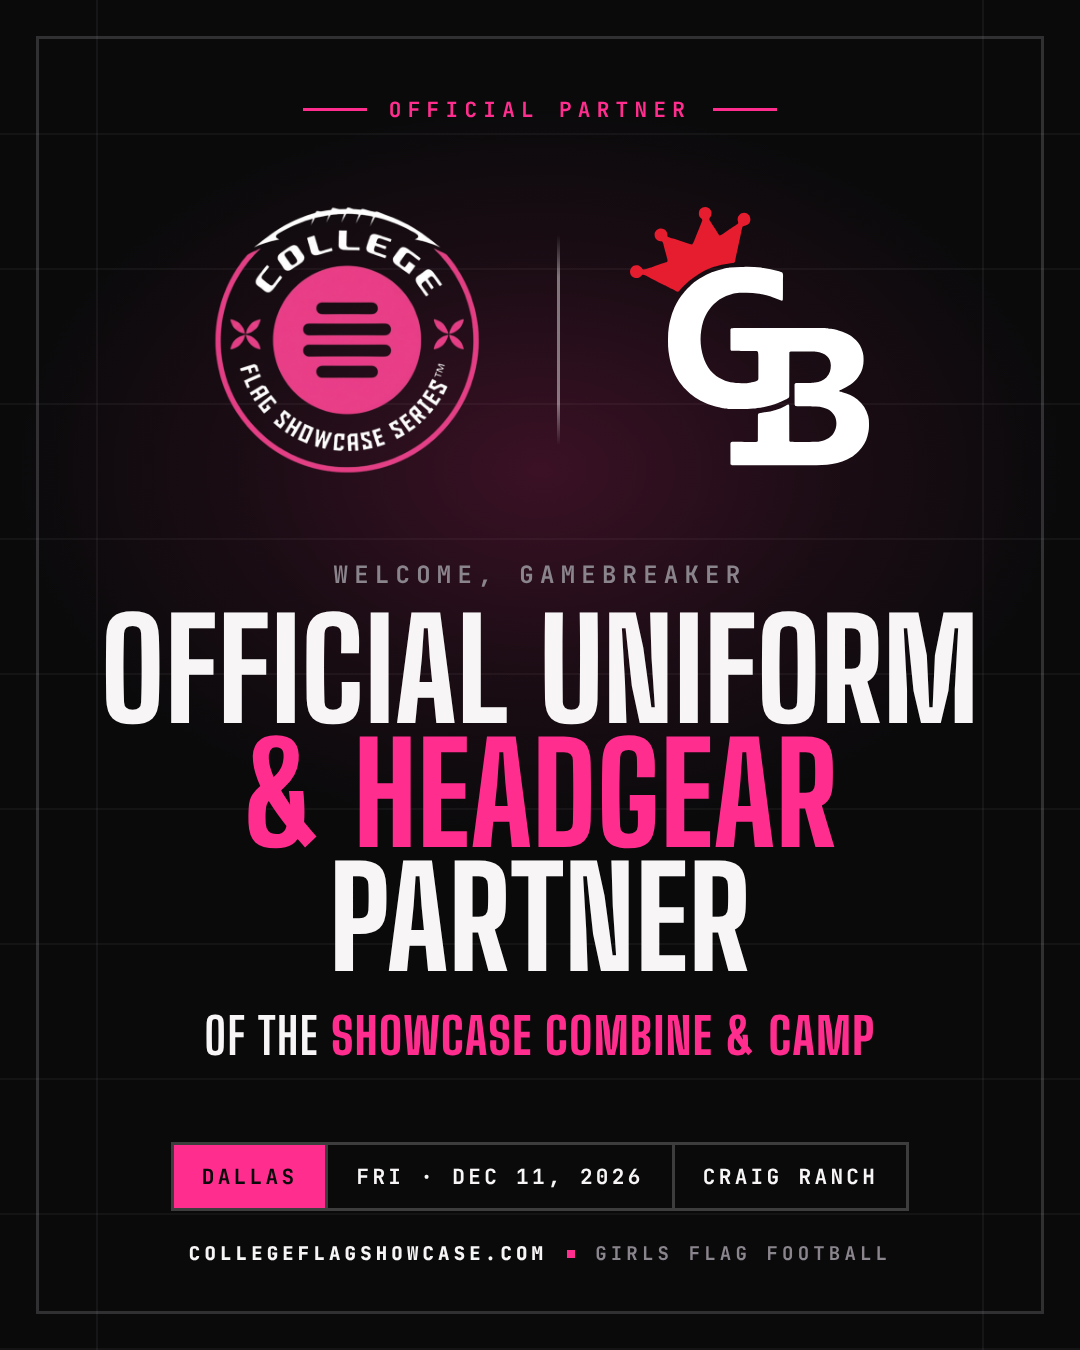 OFFICIAL PARTNER
COLLEGE
FLAG SHOWCASE SERIES™
GB
WELCOME, GAMEBREAKER
OFFICIAL UNIFORM
& HEADGEAR
PARTNER
OF THE SHOWCASE COMBINE & CAMP
DALLAS FRI · DEC 11, 2026 CRAIG RANCH
COLLEGEFLAGSHOWCASE.COM ▪ GIRLS FLAG FOOTBALL